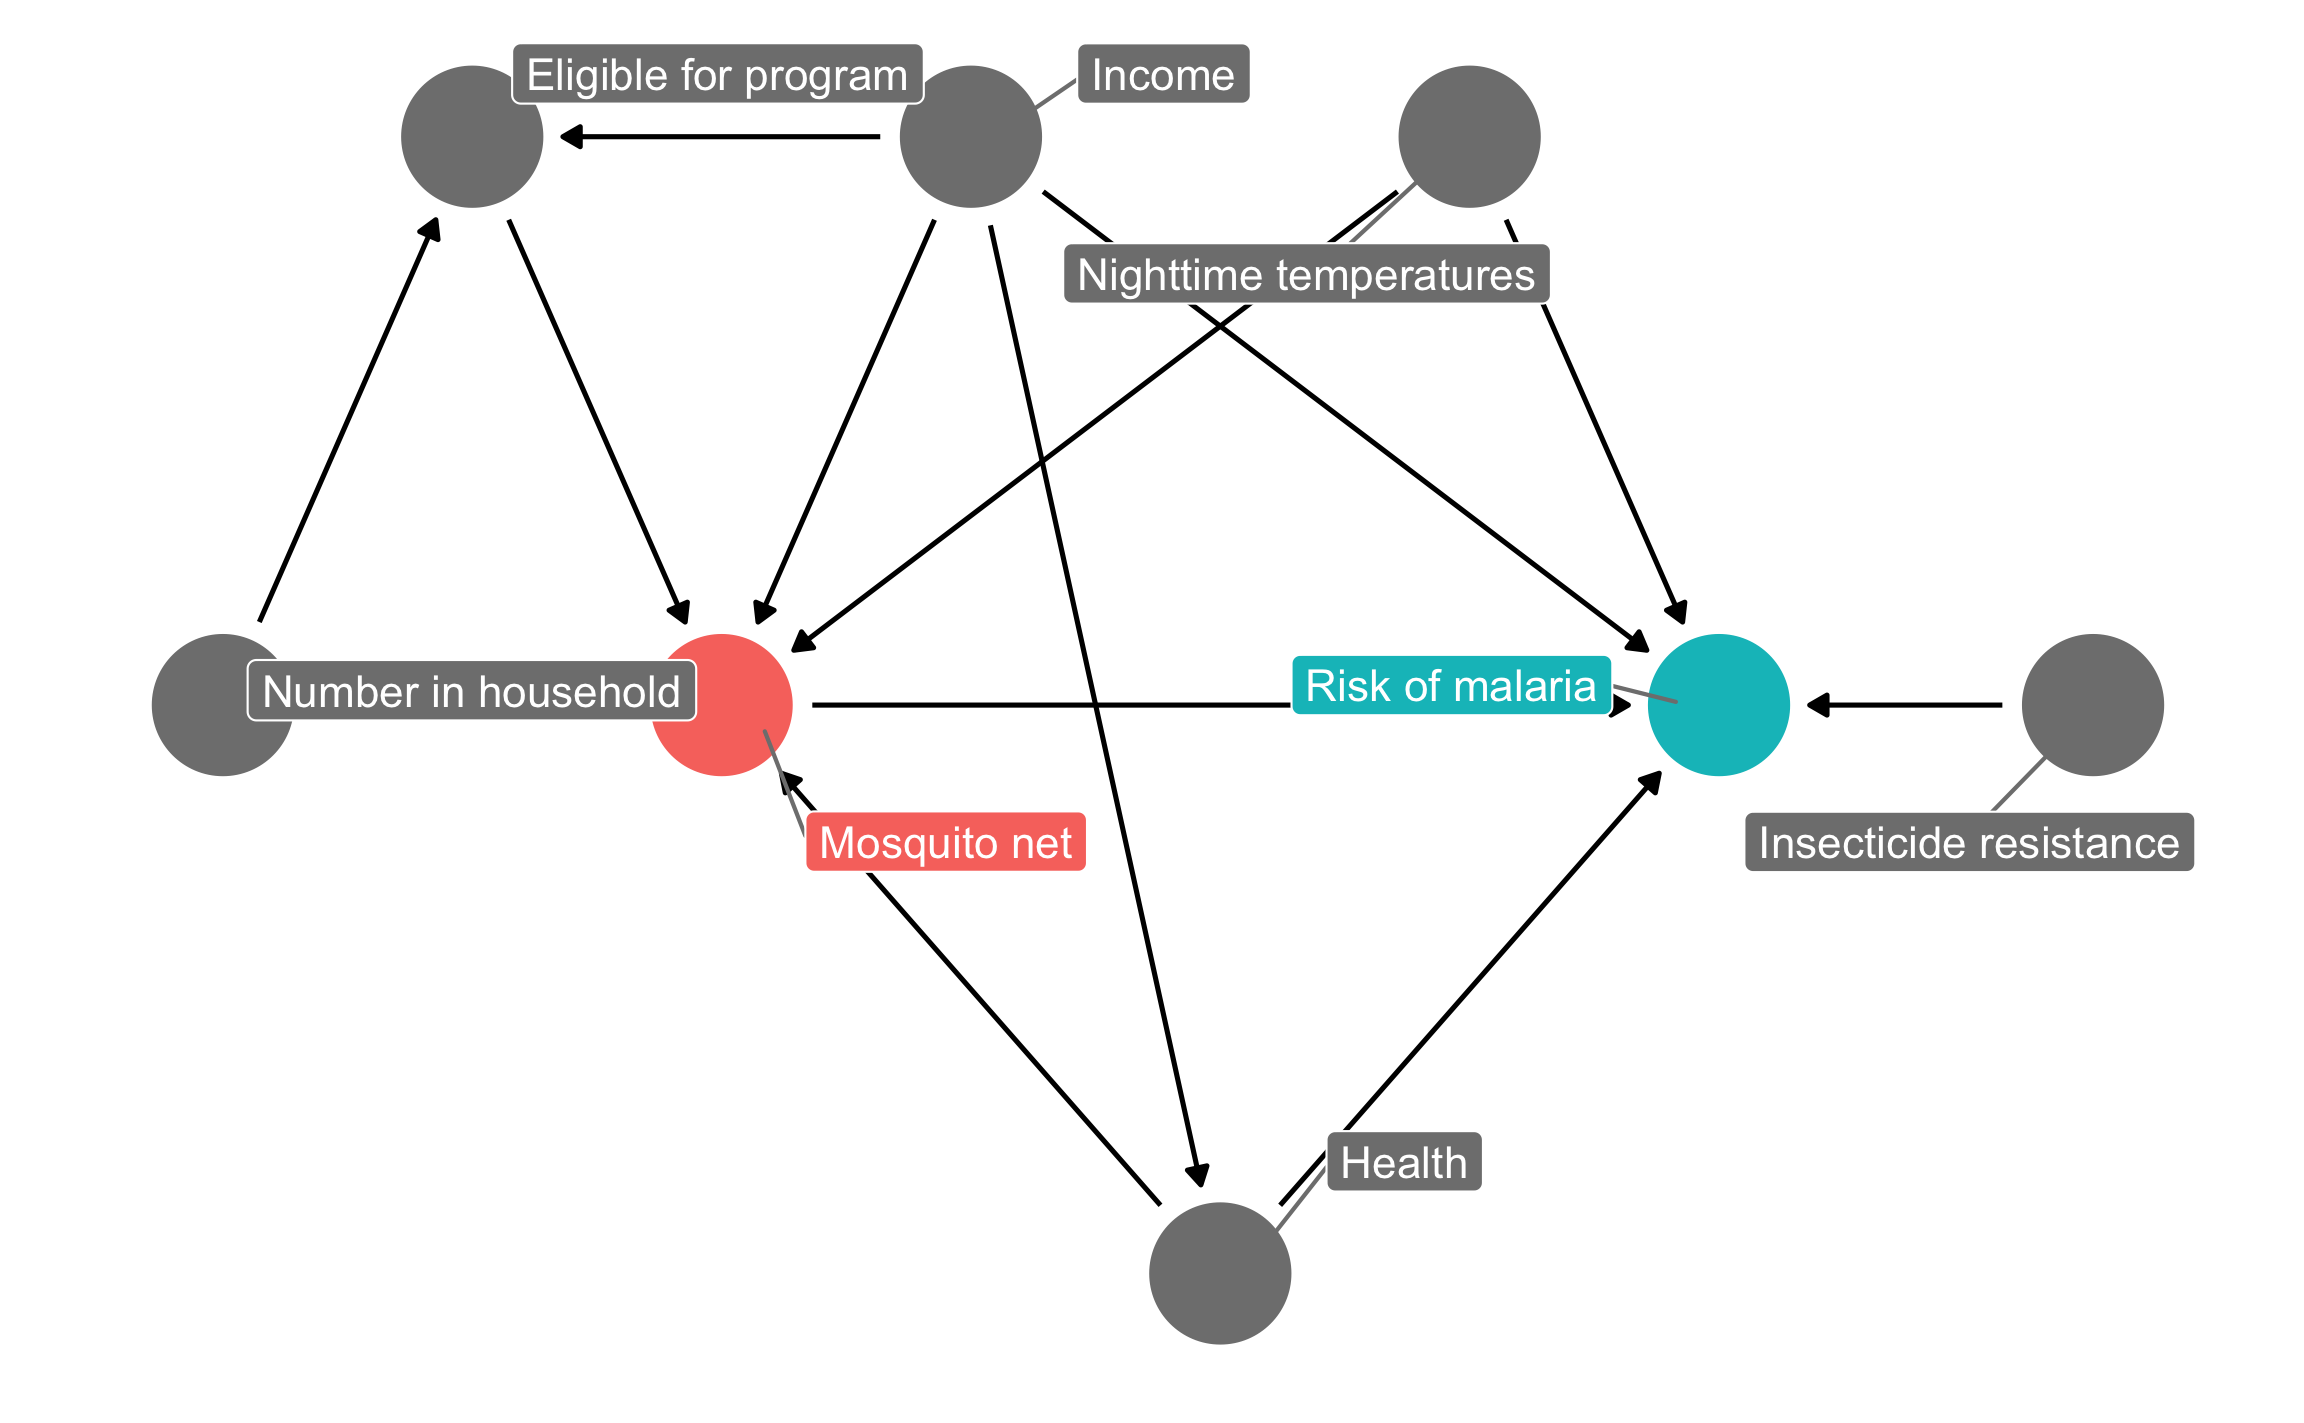 Eligible for program
Income
Nighttime temperatures
Number in household
Risk of malaria
Mosquito net
Insecticide resistance
Health